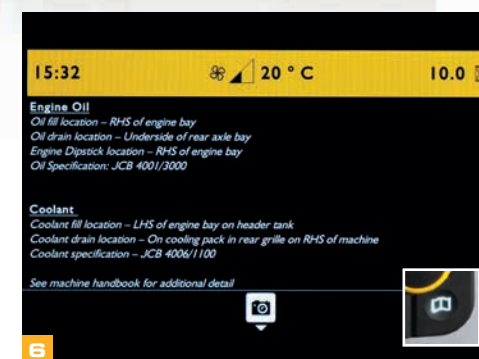 15:32 20 ° C 10.0
Engine Oil
Oil fill location – RHS of engine bay
Oil drain location – Underside of rear axle bay
Engine Dipstick location – RHS of engine bay
Oil Specification: JCB 4001/3000
Coolant
Coolant fill location – LHS of engine bay on header tank
Coolant drain location – On cooling pack in rear grille on RHS of machine
Coolant specification – JCB 4006/1100
See machine handbook for additional detail
6